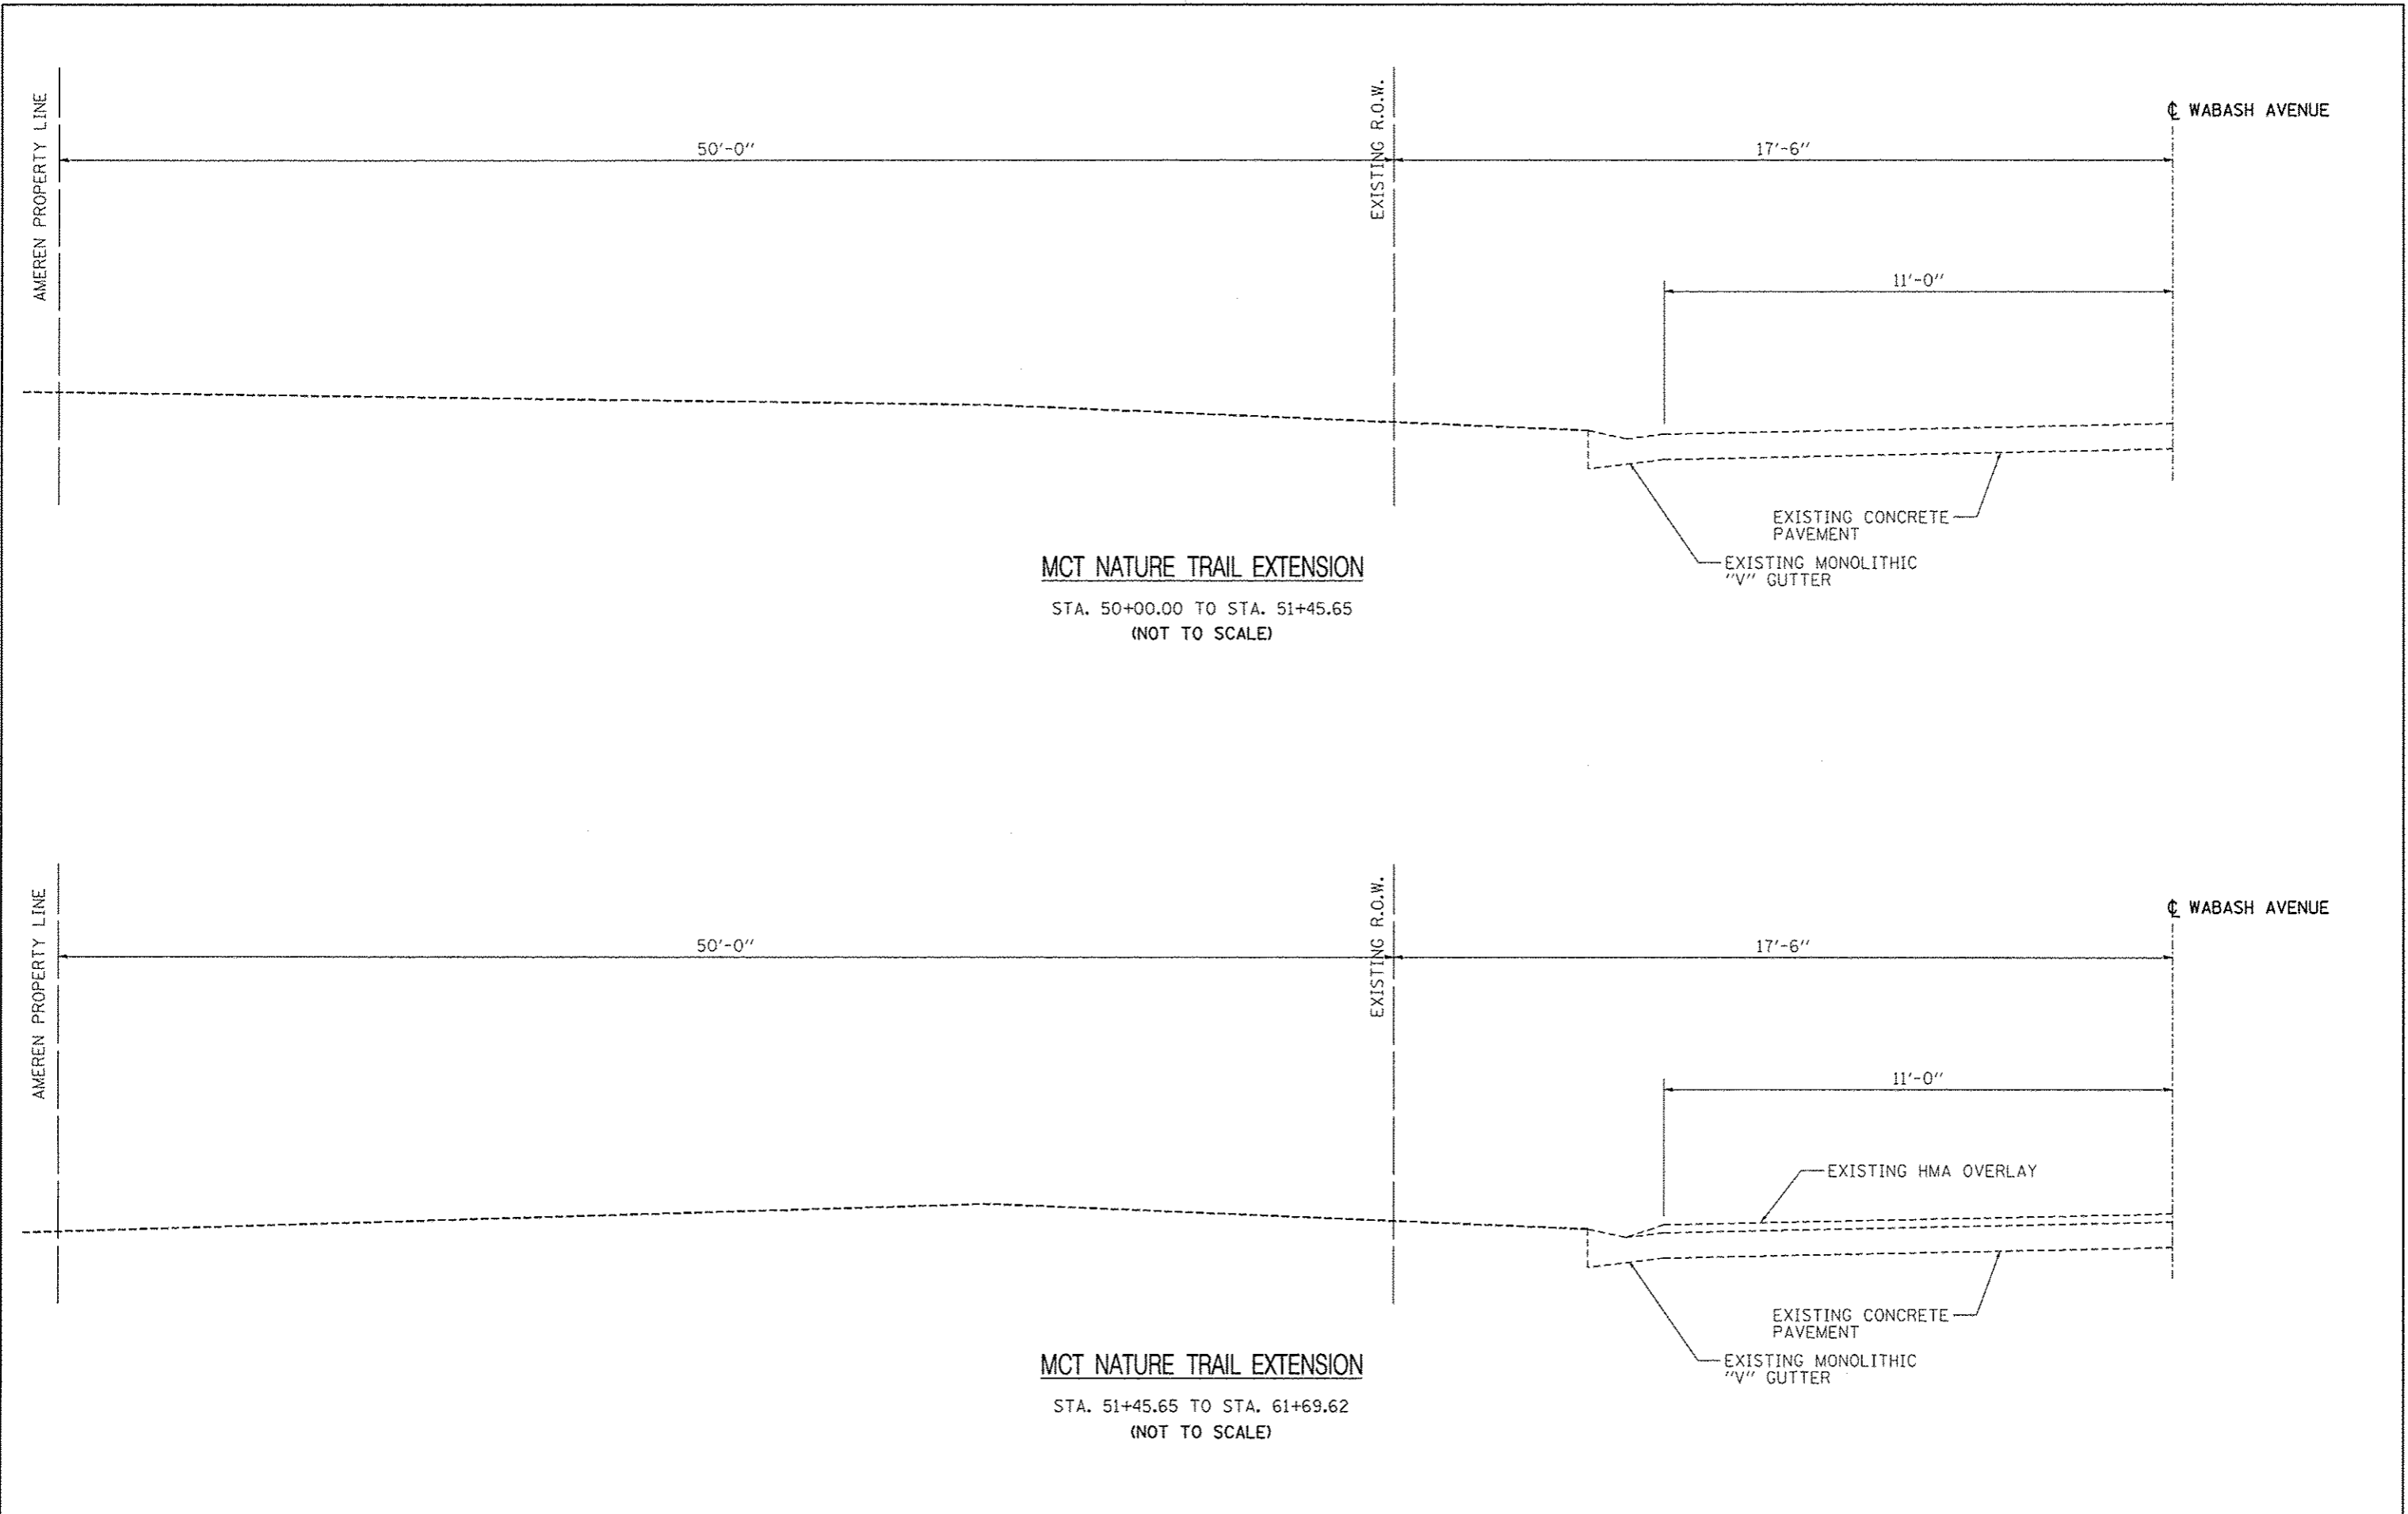 AMEREN PROPERTY LINE
50'-0"
EXISTING R.O.W.
17'-6"
℄ WABASH AVENUE
11'-0"
EXISTING CONCRETE
PAVEMENT
EXISTING MONOLITHIC
"V" GUTTER
MCT NATURE TRAIL EXTENSION
STA. 50+00.00 TO STA. 51+45.65
(NOT TO SCALE)
AMEREN PROPERTY LINE
50'-0"
EXISTING R.O.W.
17'-6"
℄ WABASH AVENUE
11'-0"
EXISTING HMA OVERLAY
EXISTING CONCRETE
PAVEMENT
EXISTING MONOLITHIC
"V" GUTTER
MCT NATURE TRAIL EXTENSION
STA. 51+45.65 TO STA. 61+69.62
(NOT TO SCALE)